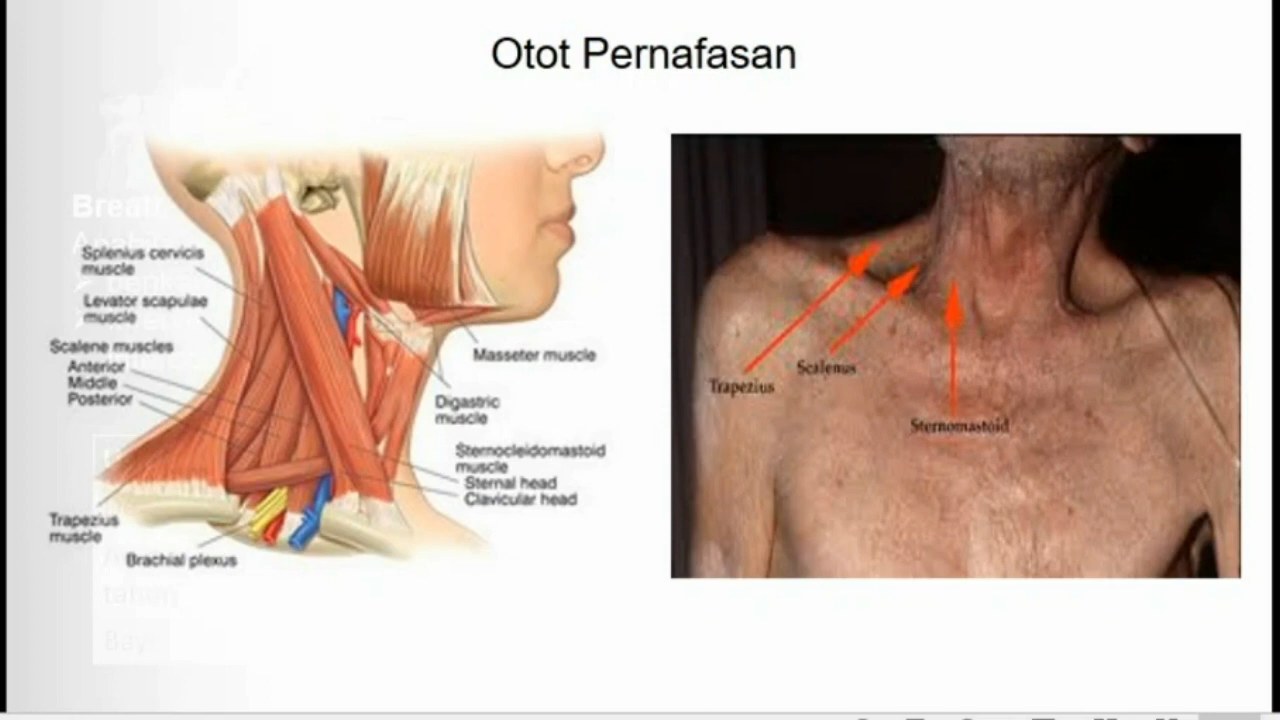 Otot Pernafasan
Splenius cervicis
muscle
Levator scapulae
muscle
Scalene muscles
Anterior
Middle
Posterior
Trapezius
muscle
Brachial plexus
Masseter muscle
Digastric
muscle
Sternocleidomastoid
muscle
Sternal head
Clavicular head
Trapezius
Scalenus
Sternomastoid